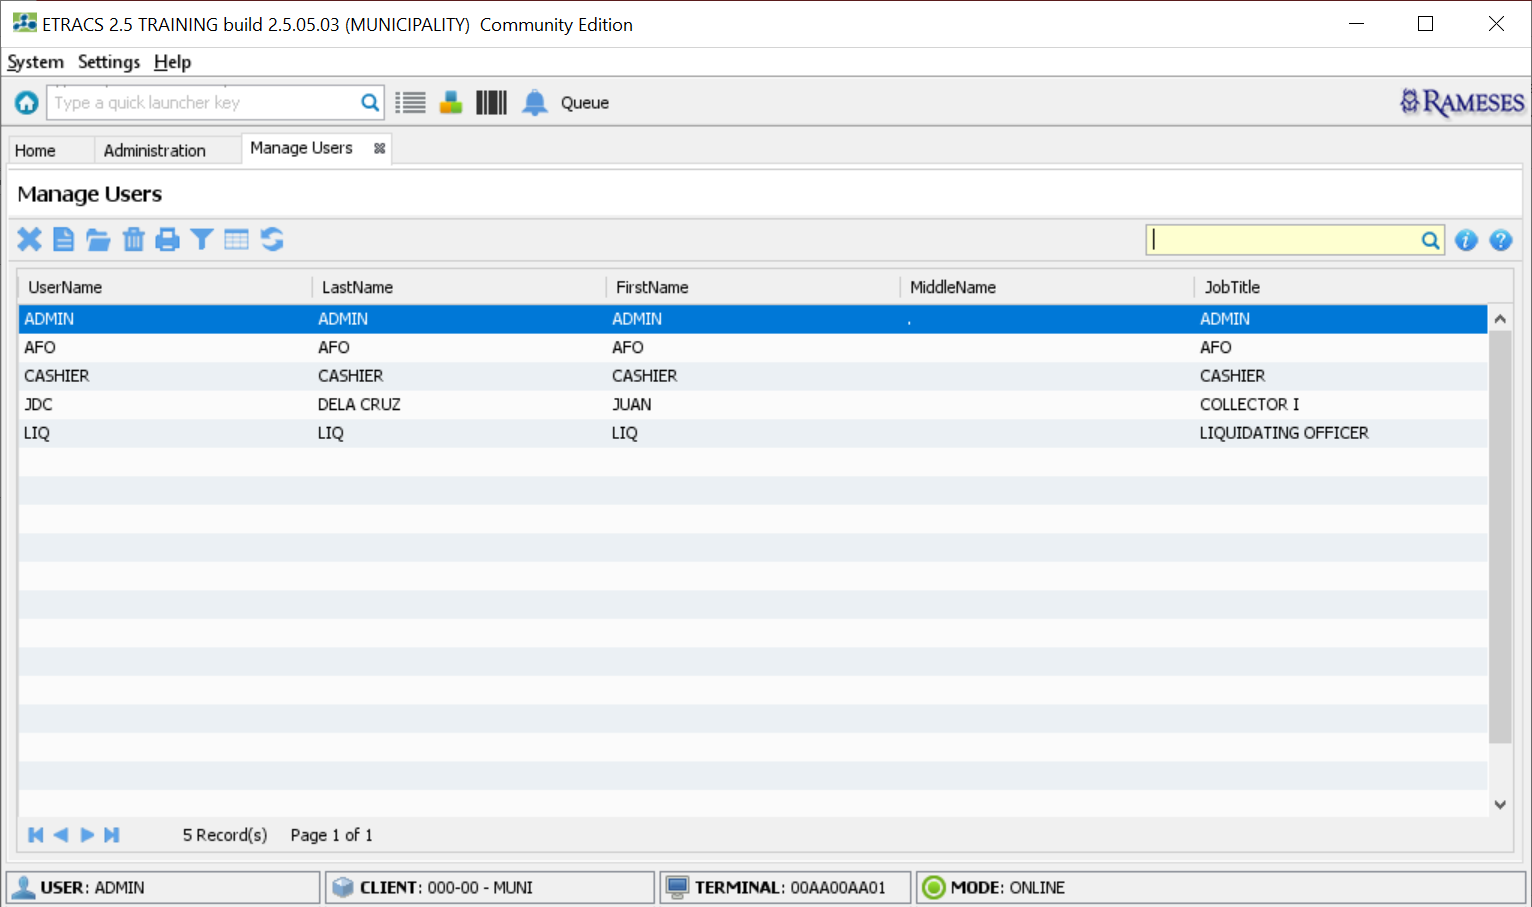 ETRACS 2.5 TRAINING build 2.5.05.03 (MUNICIPALITY)  Community Edition
System Settings Help
Type a quick launcher key Queue RAMESES
Home Administration Manage Users
Manage Users
UserName LastName FirstName MiddleName JobTitle
ADMIN ADMIN ADMIN . ADMIN
AFO AFO AFO AFO
CASHIER CASHIER CASHIER CASHIER
JDC DELA CRUZ JUAN COLLECTOR I
LIQ LIQ LIQ LIQUIDATING OFFICER
5 Record(s) Page 1 of 1
USER: ADMIN CLIENT: 000-00 - MUNI TERMINAL: 00AA00AA01 MODE: ONLINE